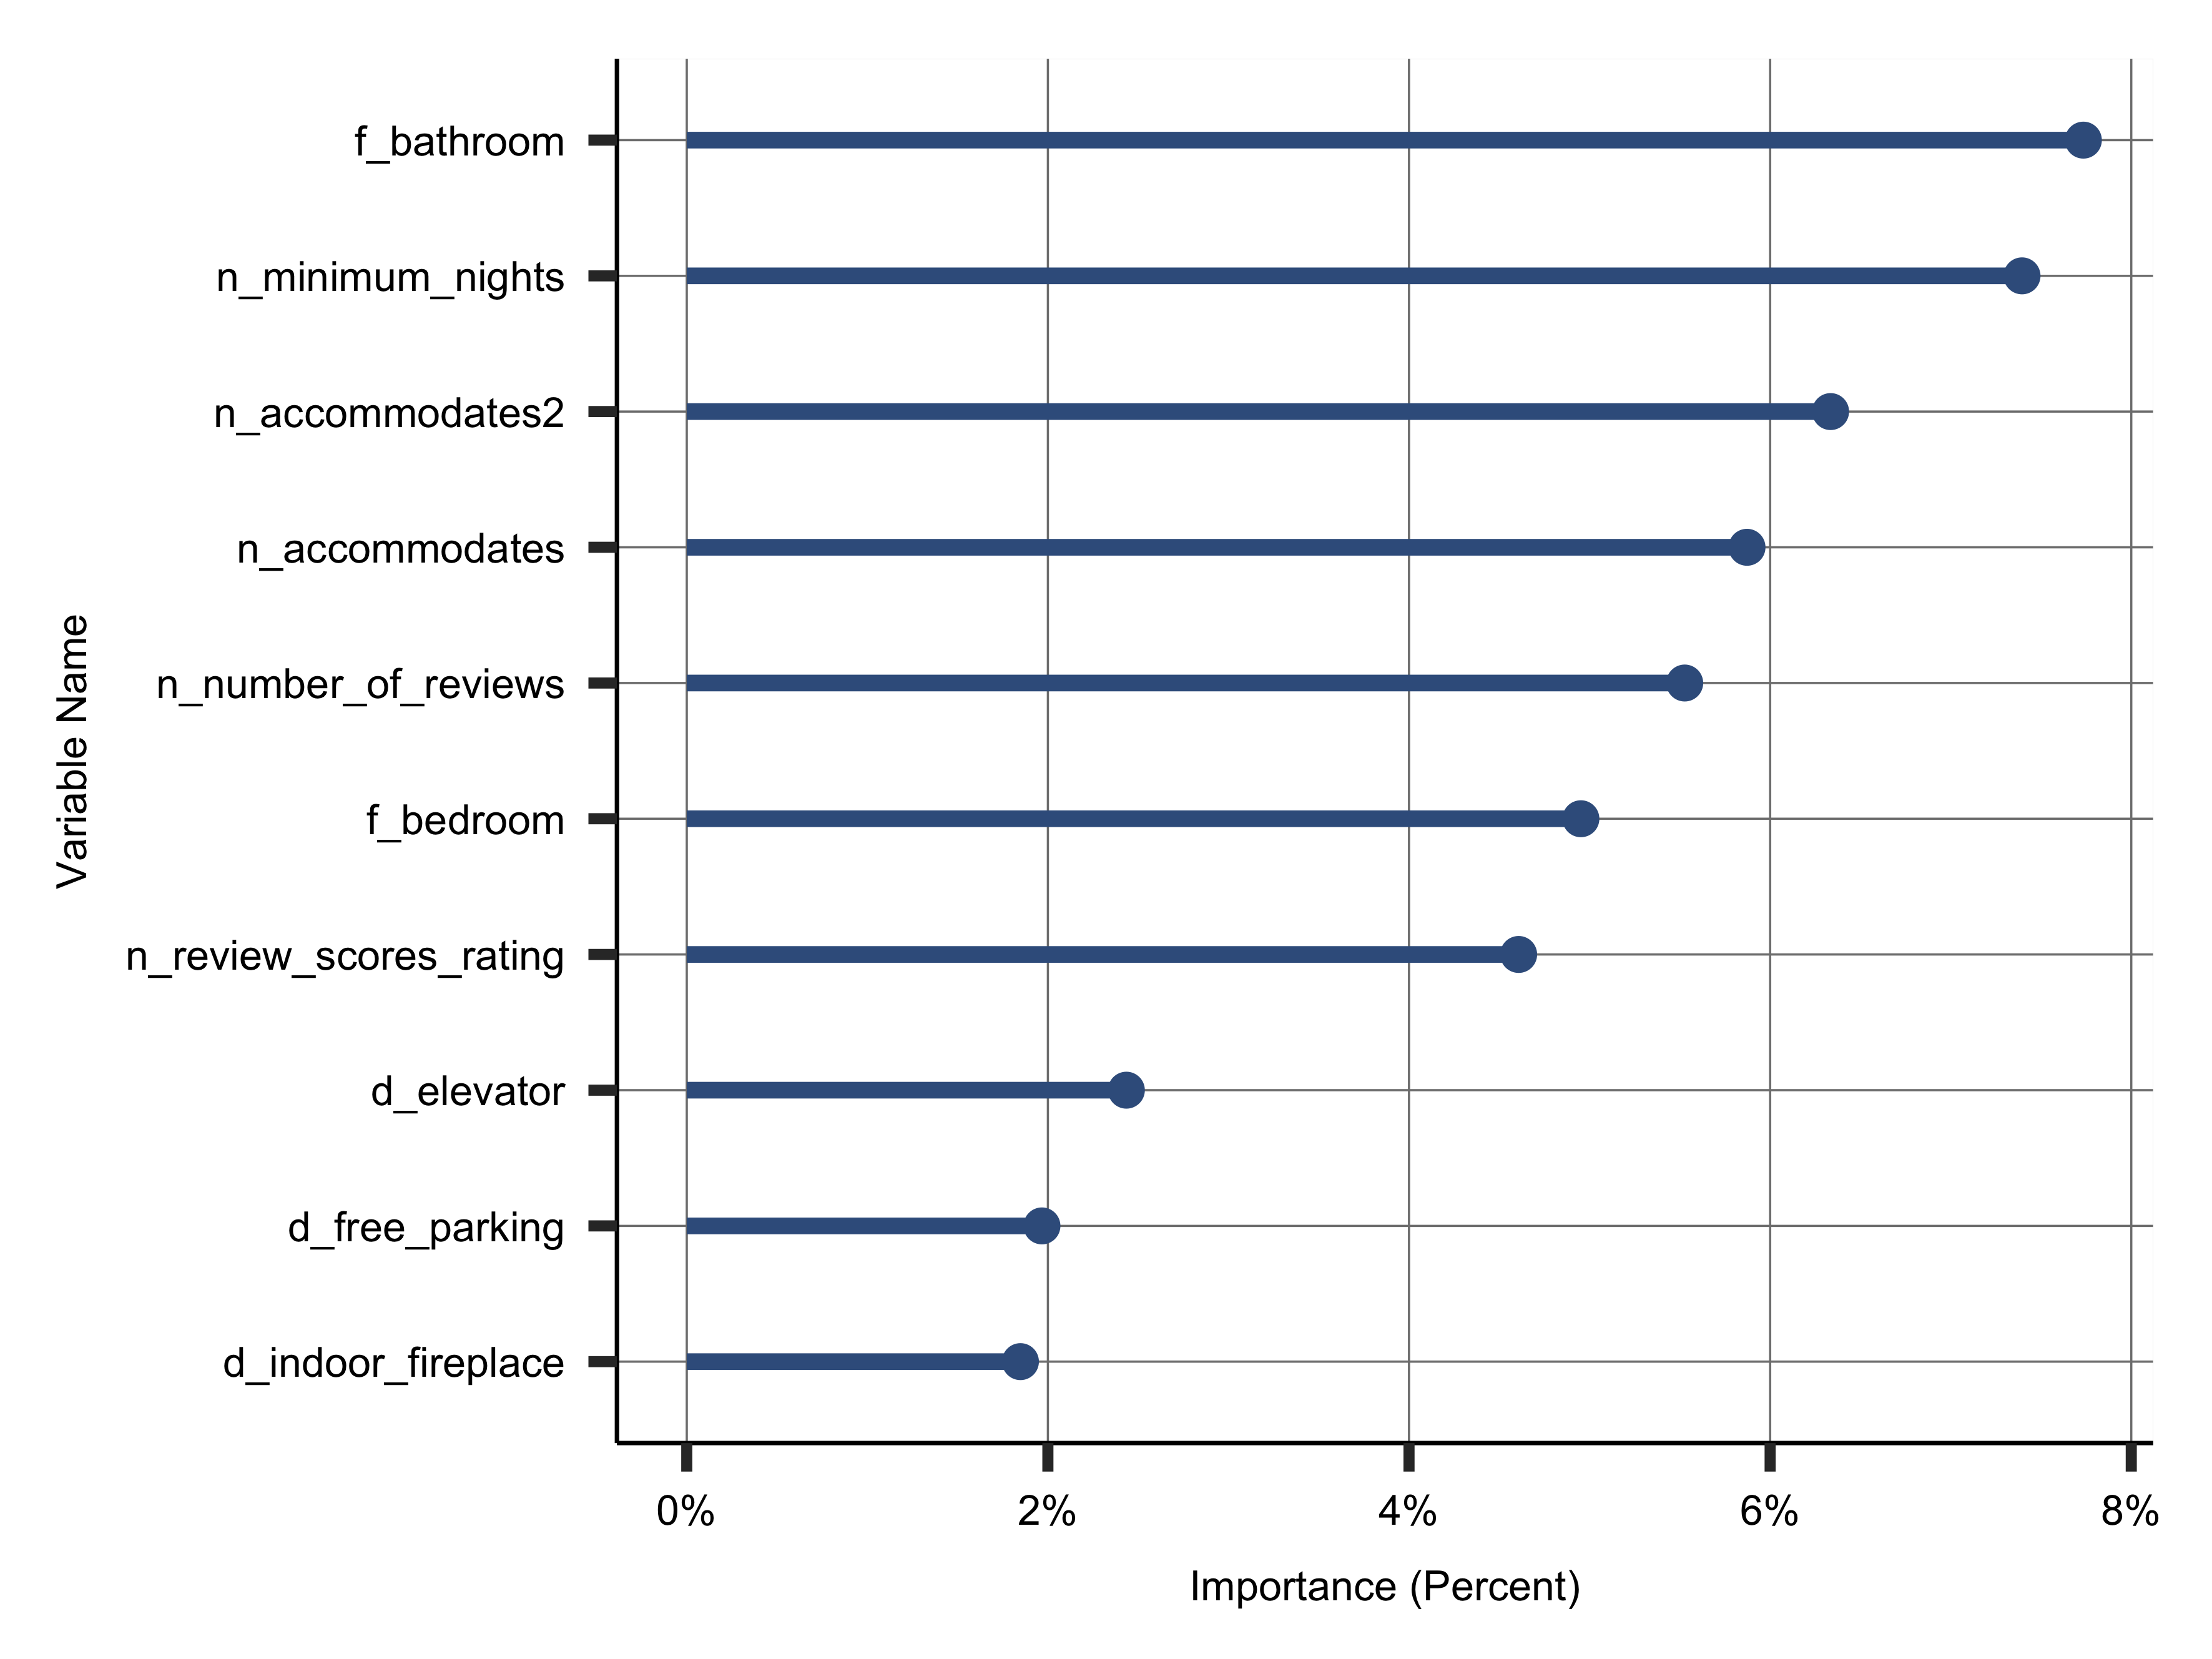 Variable Name
f_bathroom
n_minimum_nights
n_accommodates2
n_accommodates
n_number_of_reviews
f_bedroom
n_review_scores_rating
d_elevator
d_free_parking
d_indoor_fireplace
0% 2% 4% 6% 8%
Importance (Percent)